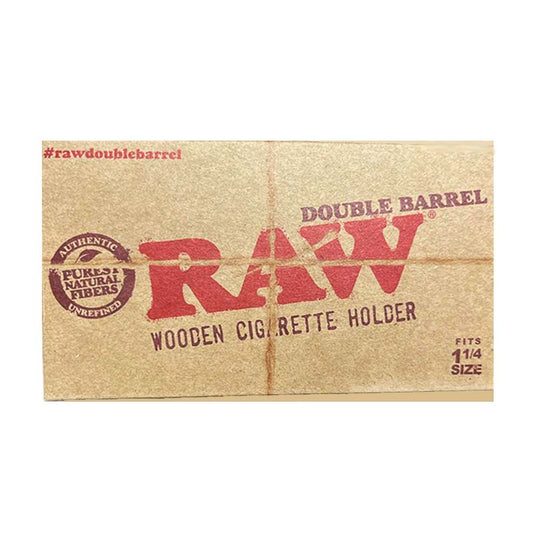 #rawdoublebarrel
DOUBLE BARREL
RAW®
WOODEN CIGARETTE HOLDER
AUTHENTIC
PUREST
NATURAL
FIBERS
UNREFINED
FITS
1 1/4
SIZE